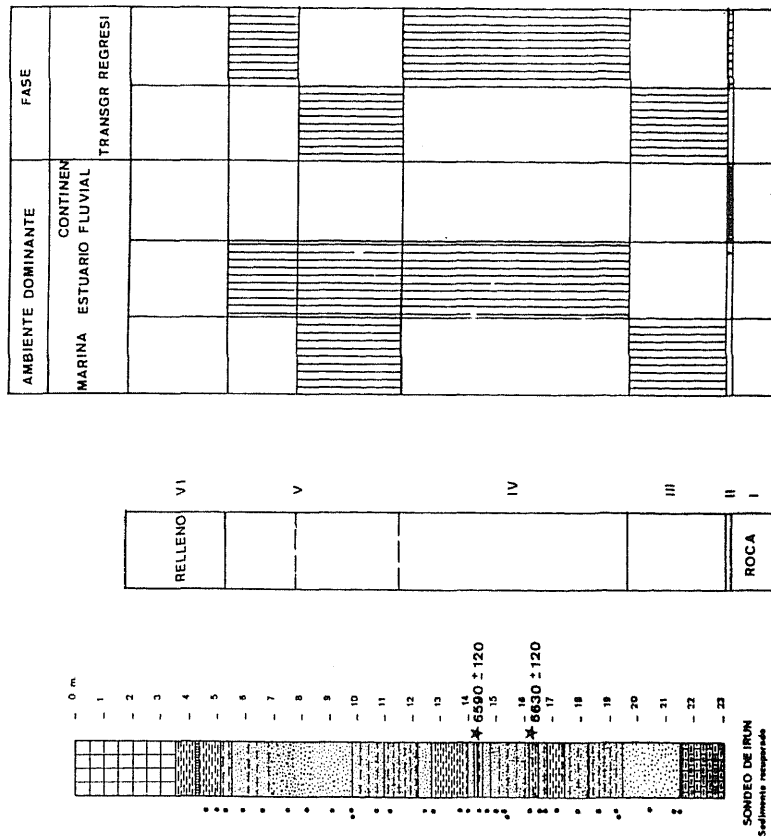 AMBIENTE DOMINANTE
FASE
CONTINEN
MARINA ESTUARIO FLUVIAL
TRANSGR REGRESI
RELLENO
VI
V
IV
III
II
I
ROCA
0 m
1
2
3
4
5
6
7
8
9
10
11
12
13
14
★ 6590 ± 120
15
16
★ 6630 ± 120
17
18
19
20
21
22
23
SONDEO DE IRUN
Sedimento recuperado